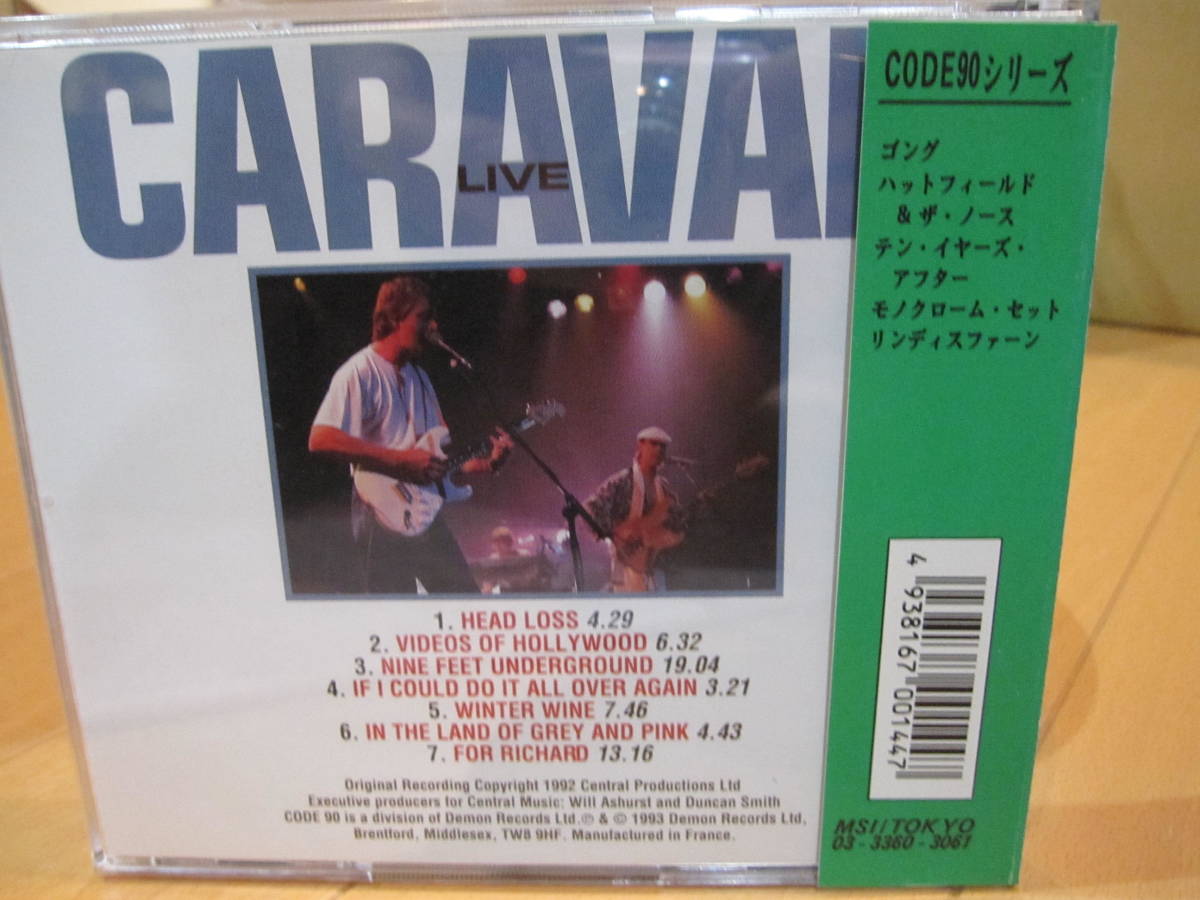 CARAVA
LIVE
1. HEAD LOSS 4.29
2. VIDEOS OF HOLLYWOOD 6.32
3. NINE FEET UNDERGROUND 19.04
4. IF I COULD DO IT ALL OVER AGAIN 3.21
5. WINTER WINE 7.46
6. IN THE LAND OF GREY AND PINK 4.43
7. FOR RICHARD 13.16
Original Recording Copyright 1992 Central Productions Ltd
Executive producers for Central Music: Will Ashurst and Duncan Smith
CODE 90 is a division of Demon Records Ltd. ℗ & © 1993 Demon Records Ltd,
Brentford, Middlesex, TW8 9HF. Manufactured in France.
CODE90シリーズ
ゴング
ハットフィールド
&ザ・ノース
テン・イヤーズ・
アフター
モノクローム・セット
リンディスファーン
4 938167 001447
MSI//TOKYO
03-3360-3061